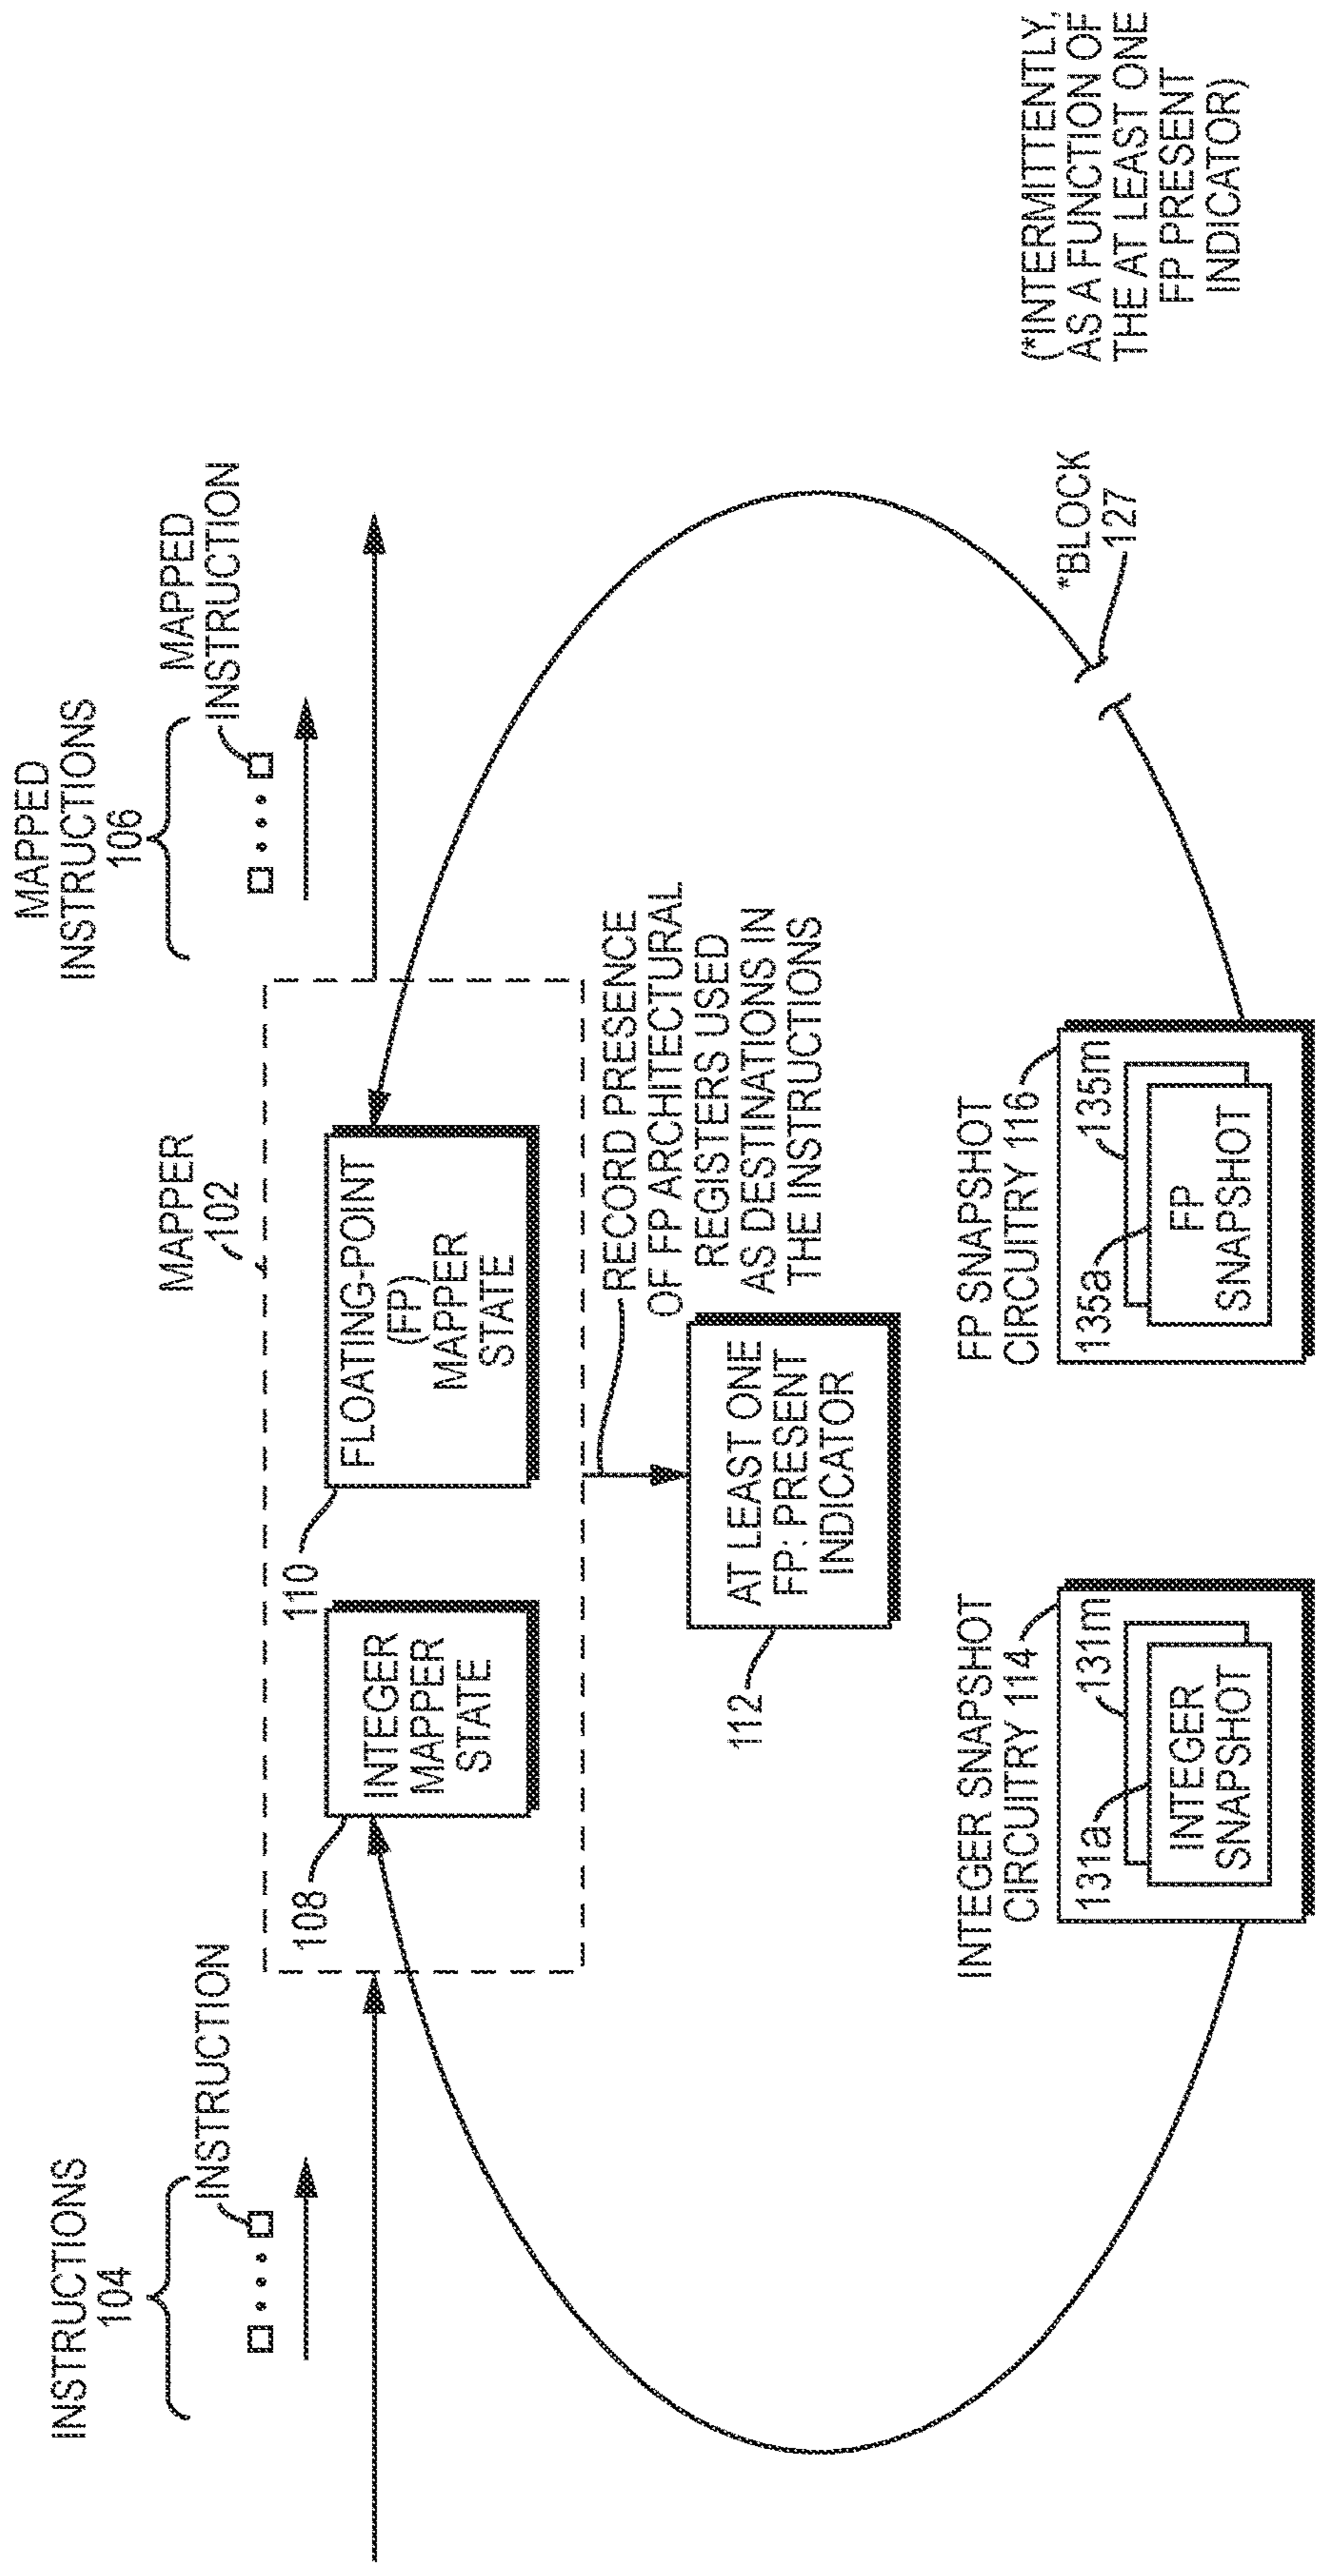 INSTRUCTIONS
104
INSTRUCTION
MAPPER
102
MAPPED
INSTRUCTIONS
106
MAPPED
INSTRUCTION
108
INTEGER
MAPPER
STATE
110
FLOATING-POINT
(FP)
MAPPER
STATE
RECORD PRESENCE
OF FP ARCHITECTURAL
REGISTERS USED
AS DESTINATIONS IN
THE INSTRUCTIONS
112
AT LEAST ONE
FP: PRESENT
INDICATOR
INTEGER SNAPSHOT
CIRCUITRY 114
131a
131m
INTEGER
SNAPSHOT
FP SNAPSHOT
CIRCUITRY 116
135a
135m
FP
SNAPSHOT
*BLOCK
127
(*INTERMITTENTLY,
AS A FUNCTION OF
THE AT LEAST ONE
FP PRESENT
INDICATOR)